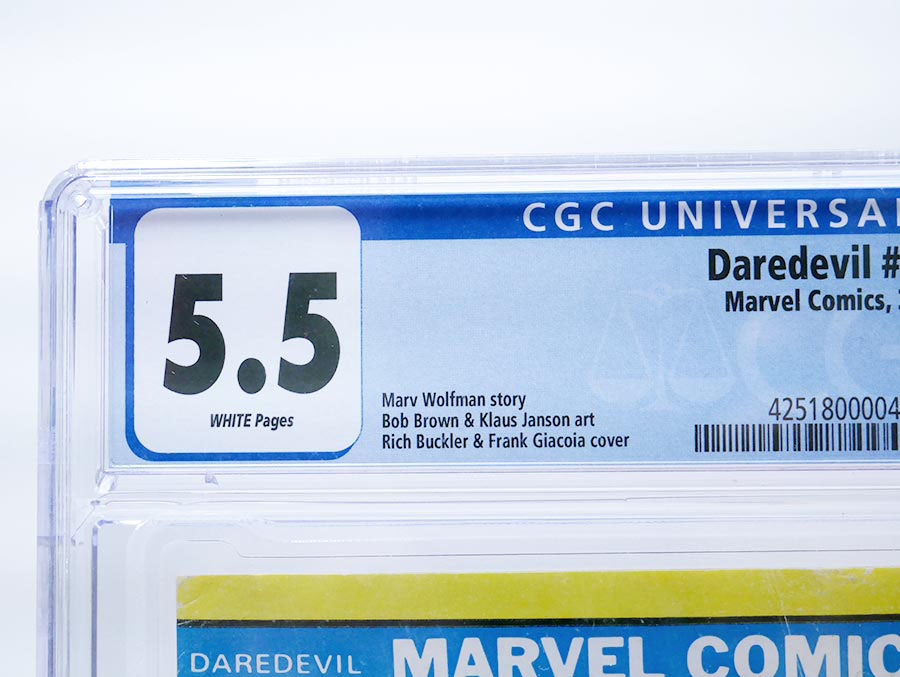 CGC UNIVERSA
Daredevil #
Marvel Comics,
5.5
WHITE Pages
Marv Wolfman story
Bob Brown & Klaus Janson art
Rich Buckler & Frank Giacoia cover
4251800004
DAREDEVIL
MARVEL COMIC